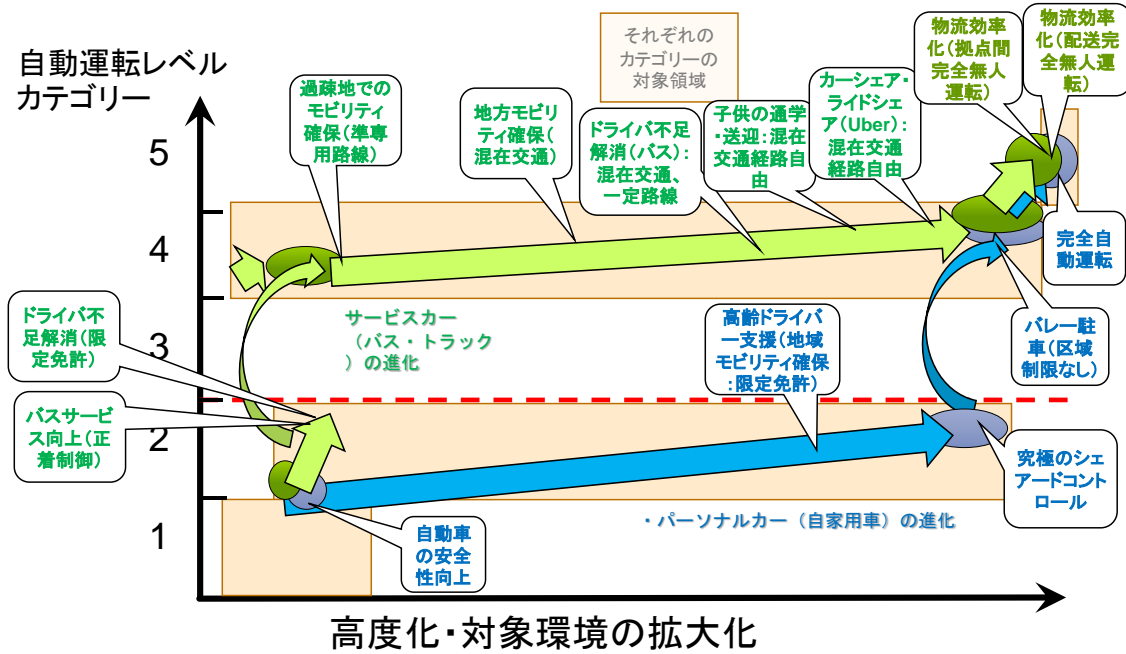 自動運転レベル
カテゴリー
それぞれの
カテゴリーの
対象領域
物流効率
化(拠点間
完全無人
運転)
物流効率
化(配送完
全無人運
転)
過疎地での
モビリティ
確保(準専
用路線)
地方モビリ
ティ確保(
混在交通)
ドライバ不足
解消(バス):
混在交通、
一定路線
子供の通学
・送迎:混在
交通経路自
由
カーシェア・
ライドシェ
ア(Uber):
混在交通
経路自由
5
4
3
2
1
完全自
動運転
ドライバ不
足解消(限
定免許)
サービスカー
(バス・トラック
)の進化
高齢ドライバ
ー支援(地域
モビリティ確保
:限定免許)
バレー駐
車(区域
制限なし)
バスサービ
ス向上(正
着制御)
究極のシェ
アードコント
ロール
自動車
の安全
性向上
・パーソナルカー(自家用車)の進化
高度化・対象環境の拡大化